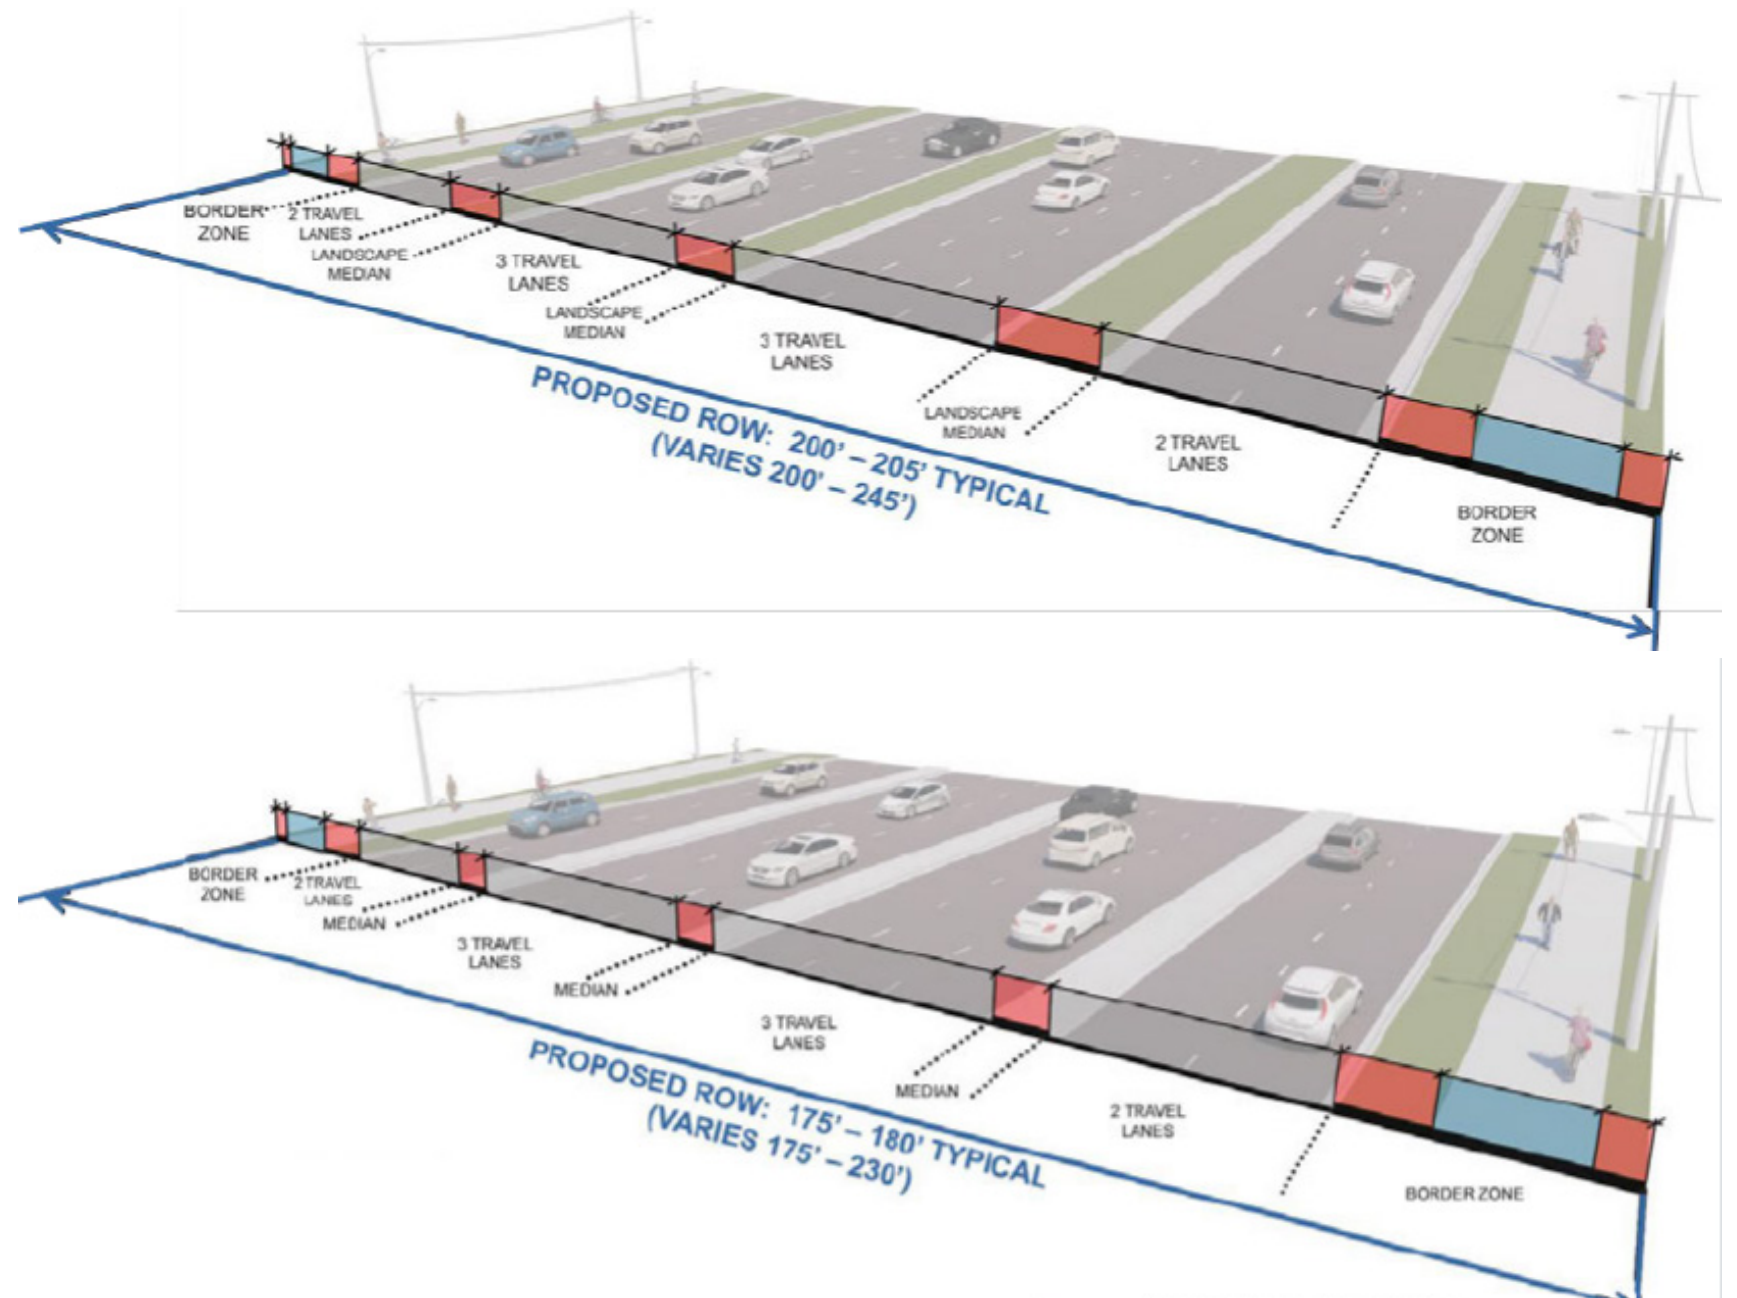 BORDER
ZONE
2 TRAVEL
LANES
LANDSCAPE
MEDIAN
3 TRAVEL
LANES
LANDSCAPE
MEDIAN
3 TRAVEL
LANES
LANDSCAPE
MEDIAN
2 TRAVEL
LANES
BORDER
ZONE
PROPOSED ROW: 200' – 205' TYPICAL
(VARIES 200' – 245')
BORDER
ZONE
2 TRAVEL
LANES
MEDIAN
3 TRAVEL
LANES
MEDIAN
3 TRAVEL
LANES
MEDIAN
2 TRAVEL
LANES
BORDER ZONE
PROPOSED ROW: 175' – 180' TYPICAL
(VARIES 175' – 230')